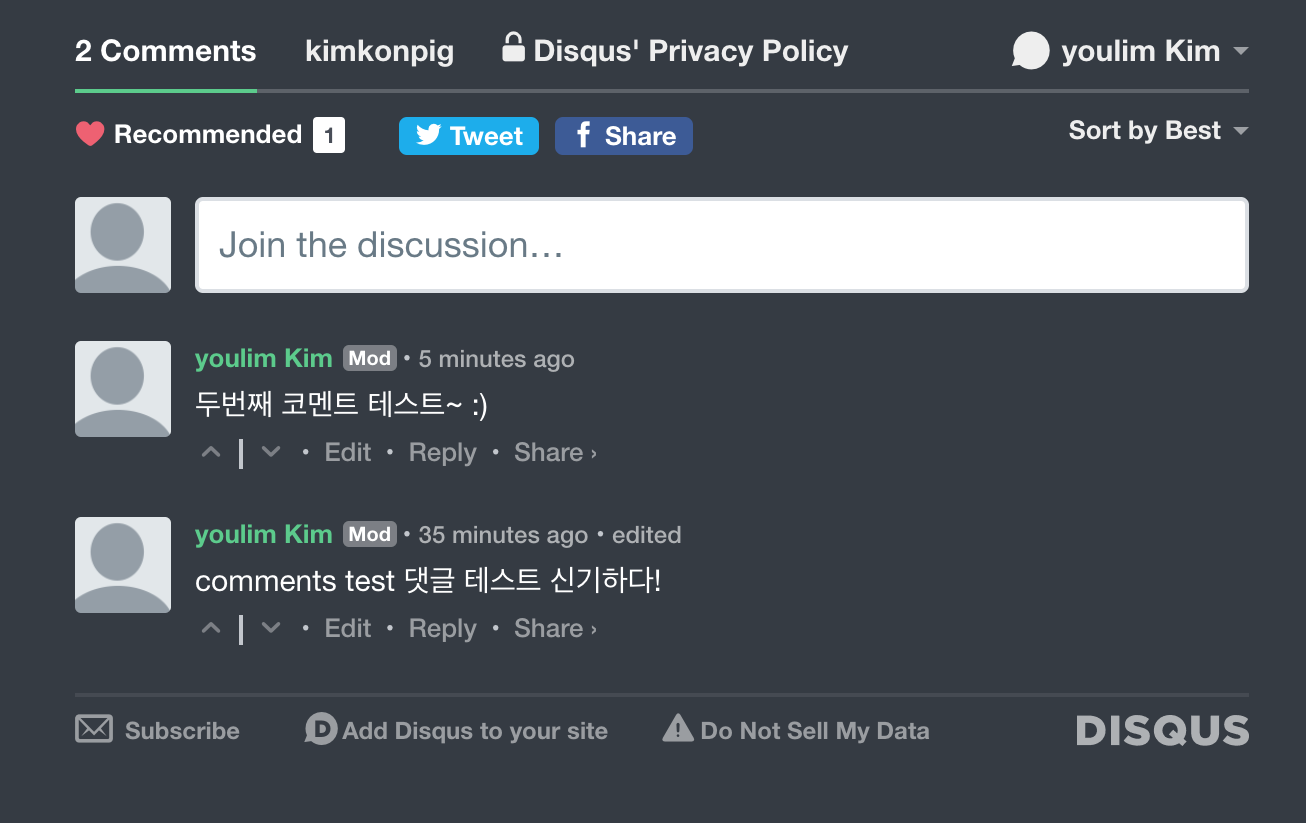 2 Comments kimkonpig Disqus' Privacy Policy youlim Kim
Recommended 1 Tweet f Share Sort by Best
Join the discussion…
youlim Kim Mod • 5 minutes ago
두번째 코멘트 테스트~ :)
• Edit • Reply • Share ›
youlim Kim Mod • 35 minutes ago • edited
comments test 댓글 테스트 신기하다!
• Edit • Reply • Share ›
Subscribe D Add Disqus to your site Do Not Sell My Data DISQUS